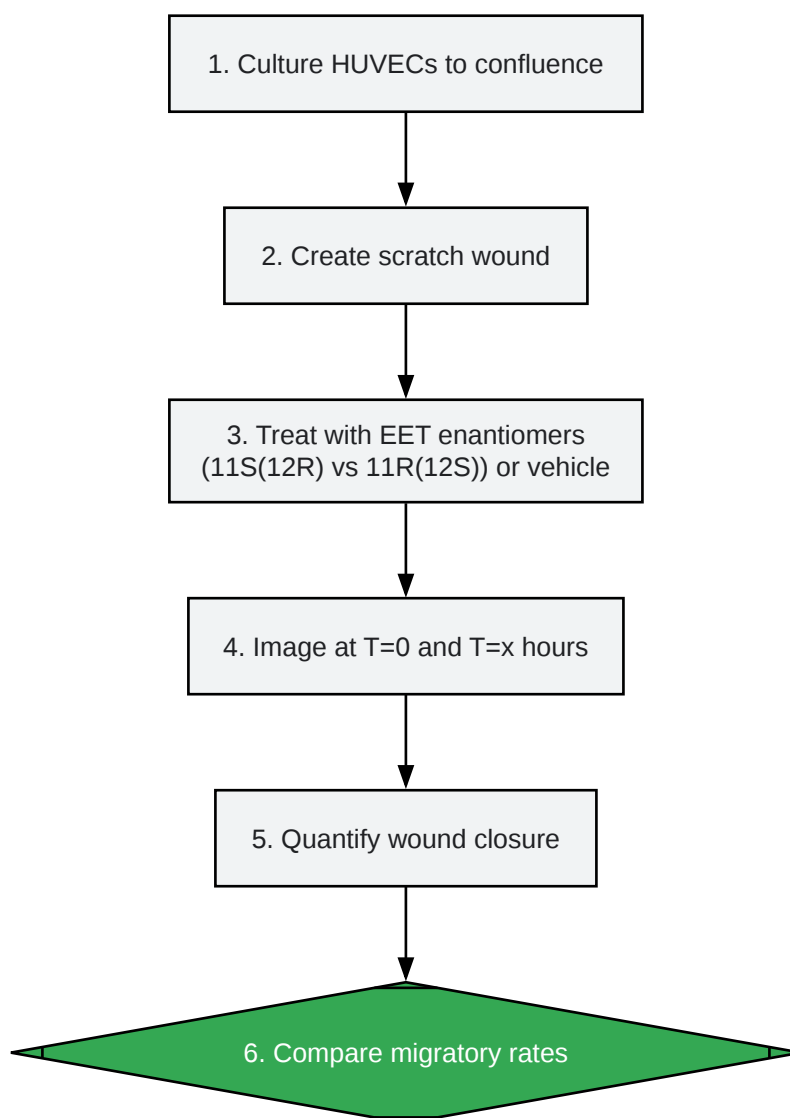 1. Culture HUVECs to confluence
2. Create scratch wound
3. Treat with EET enantiomers
(11S(12R) vs 11R(12S)) or vehicle
4. Image at T=0 and T=x hours
5. Quantify wound closure
6. Compare migratory rates